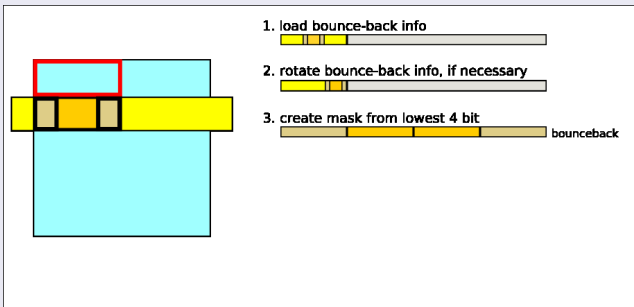 1. load bounce-back info
2. rotate bounce-back info, if necessary
3. create mask from lowest 4 bit
bounceback